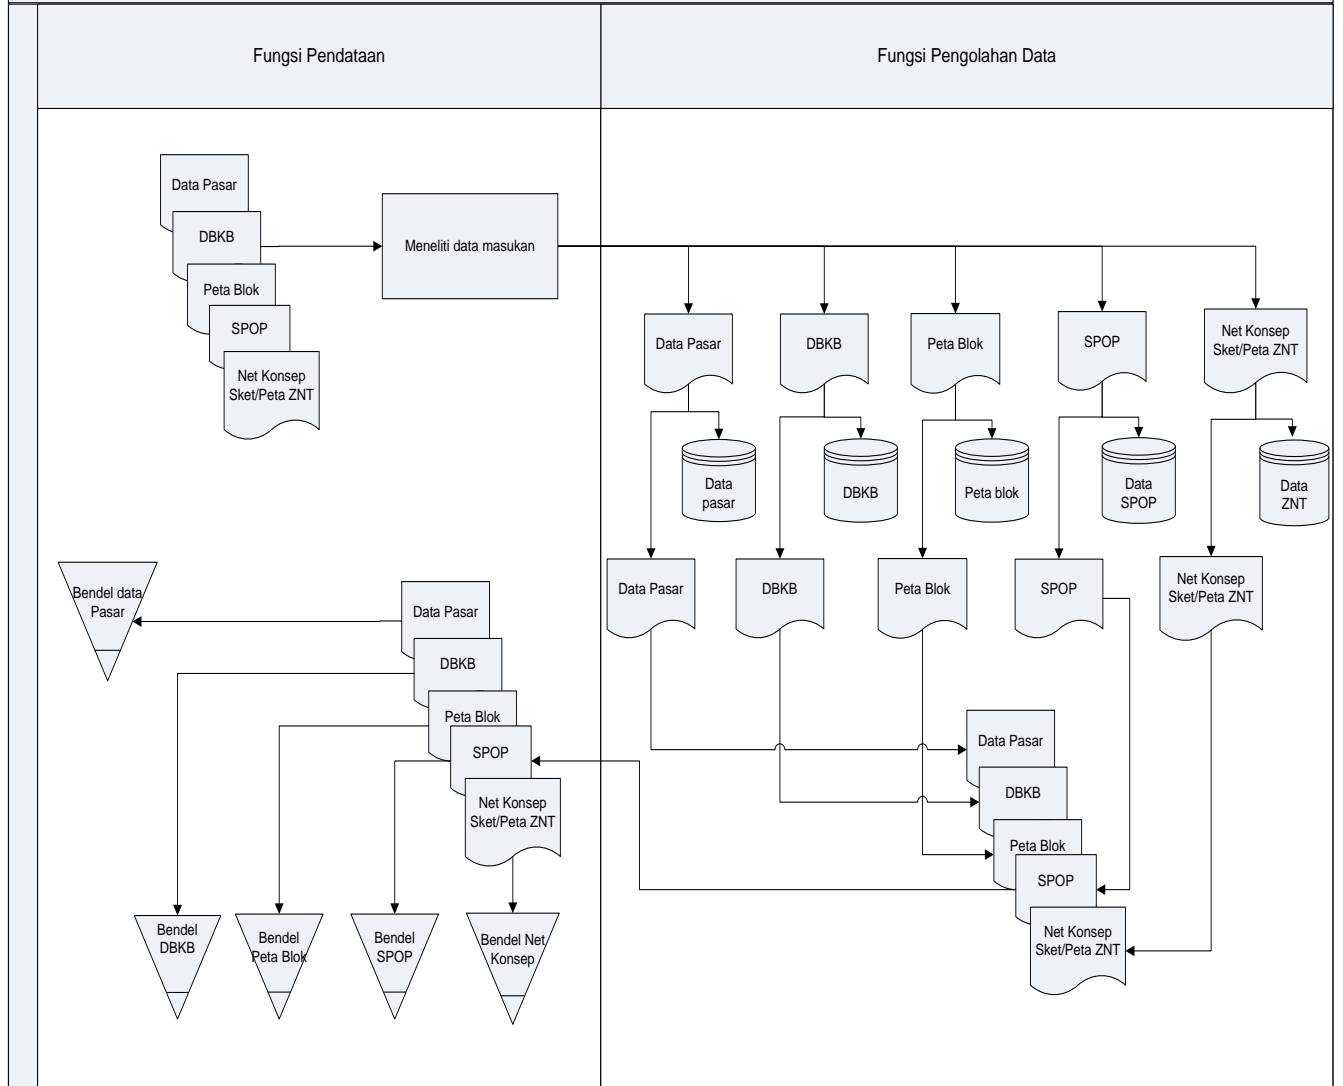 Fungsi Pendataan
Fungsi Pengolahan Data
Data Pasar
DBKB
Peta Blok
SPOP
Net Konsep
Sket/Peta ZNT
Meneliti data masukan
Data Pasar
DBKB
Peta Blok
SPOP
Net Konsep
Sket/Peta ZNT
Data
pasar
DBKB
Peta blok
Data
SPOP
Data
ZNT
Data Pasar
DBKB
Peta Blok
SPOP
Net Konsep
Sket/Peta ZNT
Data Pasar
DBKB
Peta Blok
SPOP
Net Konsep
Sket/Peta ZNT
Data Pasar
DBKB
Peta Blok
SPOP
Net Konsep
Sket/Peta ZNT
Bendel data
Pasar
Bendel
DBKB
Bendel
Peta Blok
Bendel
SPOP
Bendel Net
Konsep